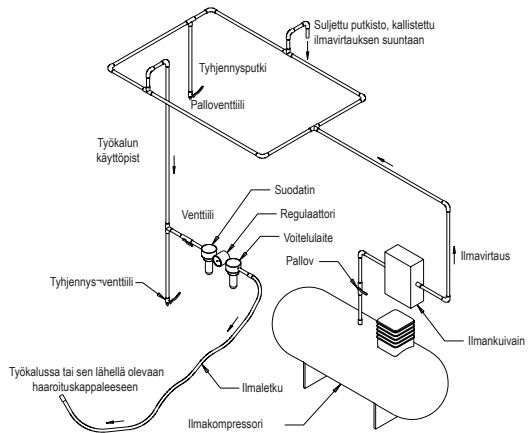 Suljettu putkisto, kallistettu
ilmavirtauksen suuntaan
Tyhjennysputki
Palloventtiili
Työkalun
käyttöpist
Suodatin
Venttiili
Regulaattori
Voitelulaite
Ilmavirtaus
Pallov
Tyhjennys¬venttiili
Ilmankuivain
Työkalussa tai sen lähellä olevaan
haaroituskappaleeseen
Ilmaletku
Ilmakompressori